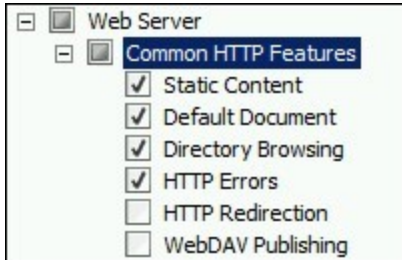 Web Server
Common HTTP Features
Static Content
Default Document
Directory Browsing
HTTP Errors
HTTP Redirection
WebDAV Publishing